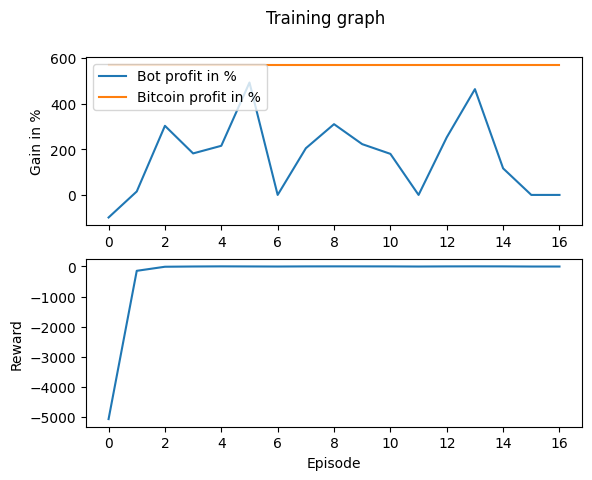 Training graph
Gain in %
600
400
200
0
Bot profit in %
Bitcoin profit in %
0 2 4 6 8 10 12 14 16
Reward
0
−1000
−2000
−3000
−4000
−5000
0 2 4 6 8 10 12 14 16
Episode